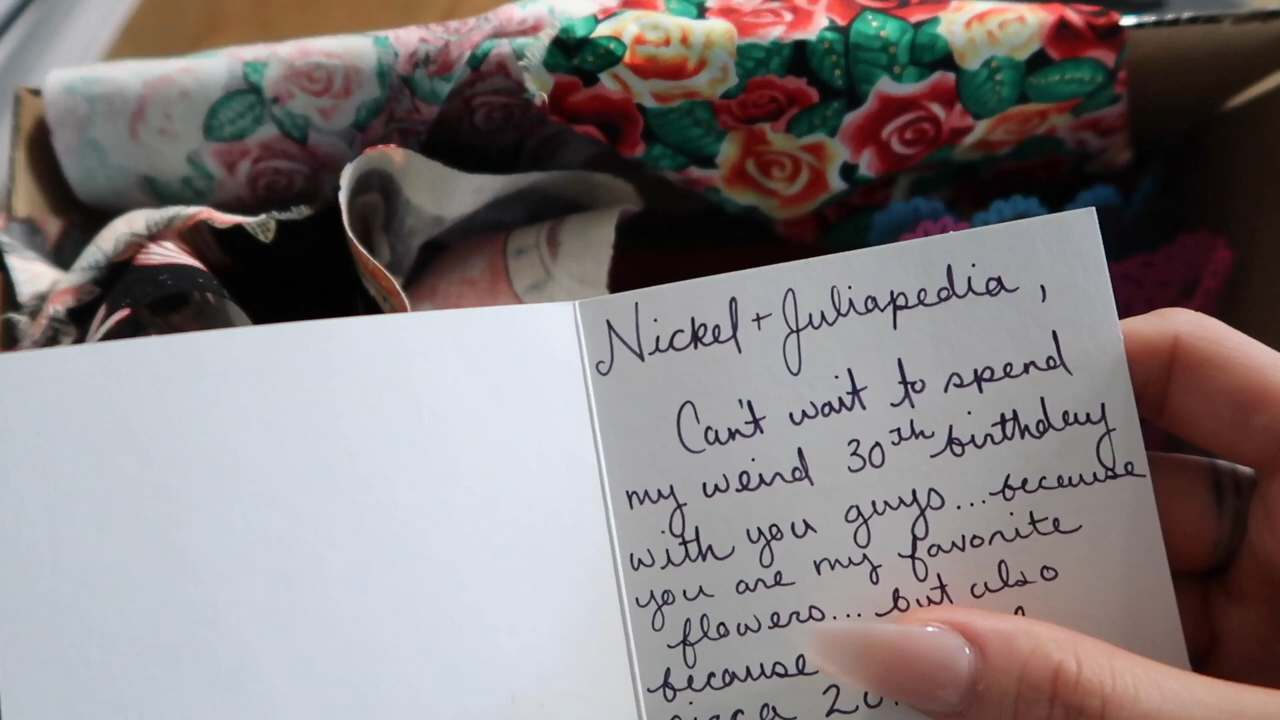 Nickel + Juliapedia,
Can't wait to spend
my weird 30th birthday
with you guys...because
you are my favorite
flowers... but also
because
circa